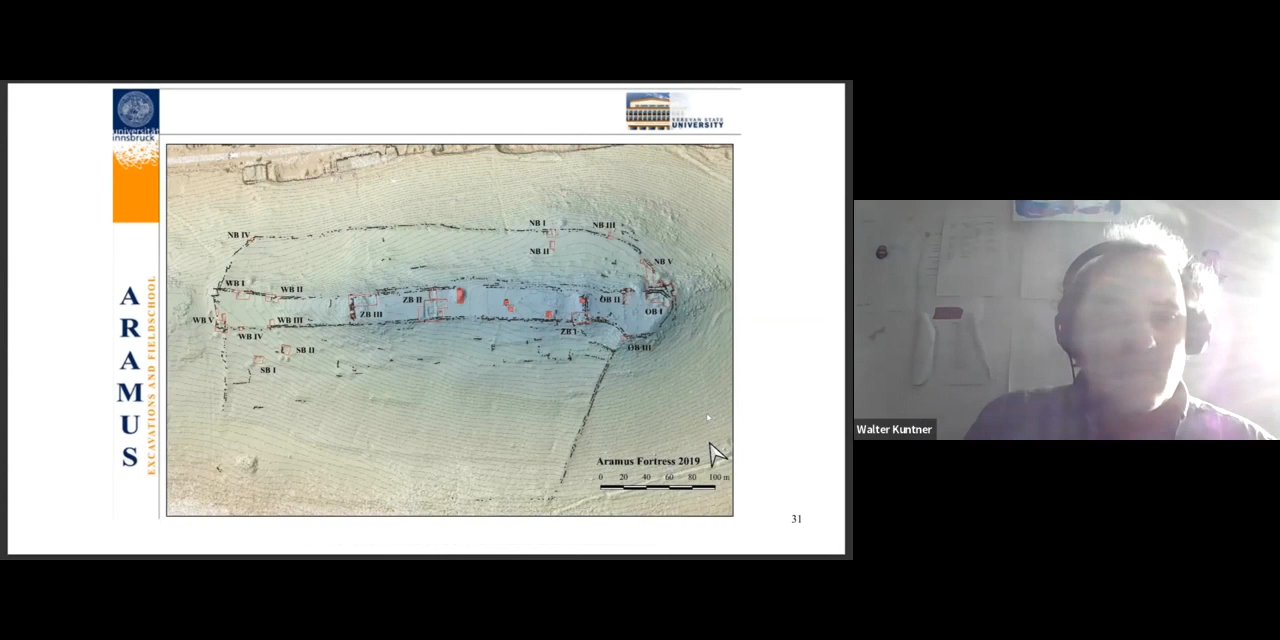 universität
innsbruck
YEREVAN STATE
UNIVERSITY
ARAMUS
EXCAVATIONS AND FIELDSCHOOL
NB I
NB III
NB IV
NB II
NB V
WB I
WB II
ZB II
OB II
ZB III
OB I
WB V
WB III
WB IV
ZB I
OB III
SB II
SB I
Aramus Fortress 2019
0 20 40 60 80 100 m
31
Walter Kuntner